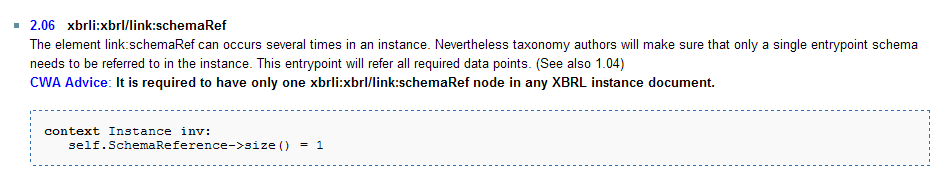 2.06 xbrli:xbrl/link:schemaRef
The element link:schemaRef can occurs several times in an instance. Nevertheless taxonomy authors will make sure that only a single entrypoint schema
needs to be referred to in the instance. This entrypoint will refer all required data points. (See also 1.04)
CWA Advice: It is required to have only one xbrli:xbrl/link:schemaRef node in any XBRL instance document.
context Instance inv:
self.SchemaReference->size() = 1